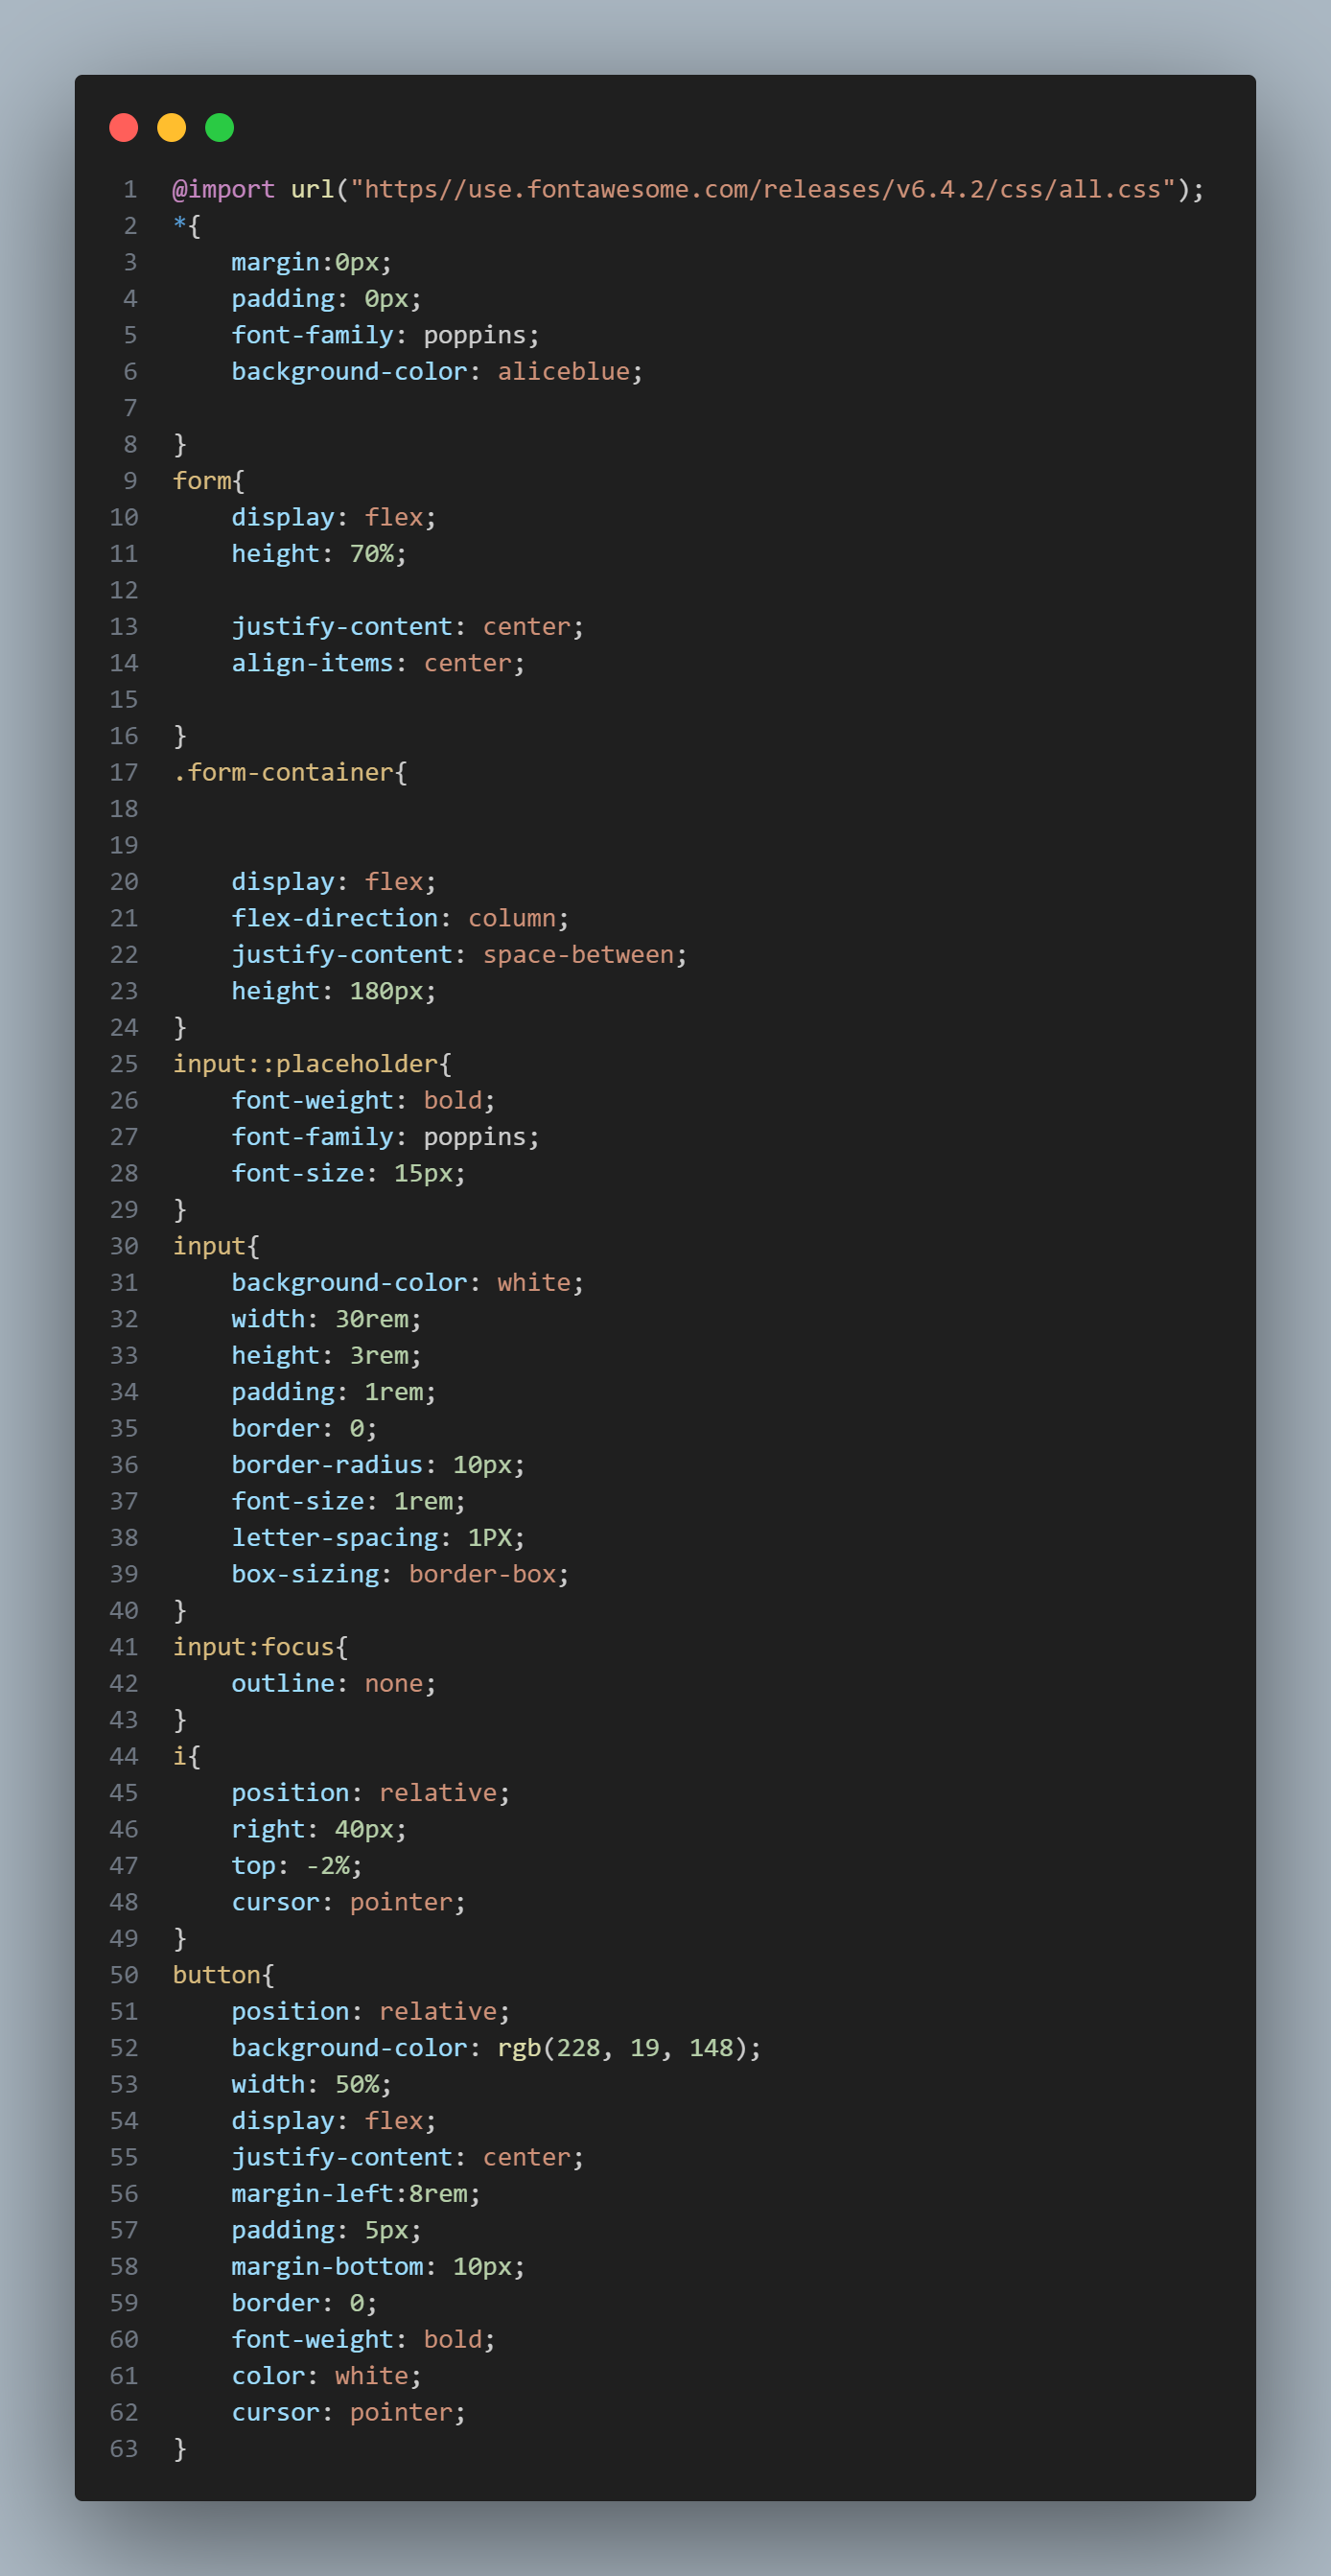 1 @import url("https//use.fontawesome.com/releases/v6.4.2/css/all.css");
2 *{
3     margin:0px;
4     padding: 0px;
5     font-family: poppins;
6     background-color: aliceblue;
7
8 }
9 form{
10     display: flex;
11     height: 70%;
12
13     justify-content: center;
14     align-items: center;
15
16 }
17 .form-container{
18
19
20     display: flex;
21     flex-direction: column;
22     justify-content: space-between;
23     height: 180px;
24 }
25 input::placeholder{
26     font-weight: bold;
27     font-family: poppins;
28     font-size: 15px;
29 }
30 input{
31     background-color: white;
32     width: 30rem;
33     height: 3rem;
34     padding: 1rem;
35     border: 0;
36     border-radius: 10px;
37     font-size: 1rem;
38     letter-spacing: 1PX;
39     box-sizing: border-box;
40 }
41 input:focus{
42     outline: none;
43 }
44 i{
45     position: relative;
46     right: 40px;
47     top: -2%;
48     cursor: pointer;
49 }
50 button{
51     position: relative;
52     background-color: rgb(228, 19, 148);
53     width: 50%;
54     display: flex;
55     justify-content: center;
56     margin-left:8rem;
57     padding: 5px;
58     margin-bottom: 10px;
59     border: 0;
60     font-weight: bold;
61     color: white;
62     cursor: pointer;
63 }